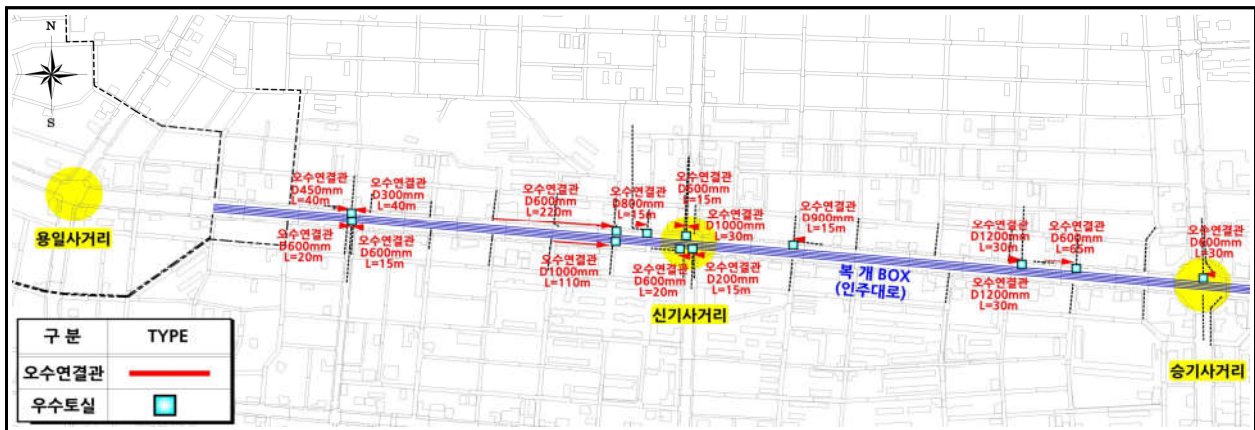 N
S
용일사거리
오수연결관
D450mm
L=40m
오수연결관
D300mm
L=40m
오수연결관
D600mm
L=20m
오수연결관
D600mm
L=15m
오수연결관
D600mm
L=220m
오수연결관
D1000mm
L=110m
오수연결관
D800mm
L=15m
오수연결관
L=15m
오수연결관
D1000mm
L=30m
오수연결관
D600mm
L=20m
오수연결관
D200mm
L=15m
신기사거리
오수연결관
D900mm
L=15m
복 개 BOX
(인주대로)
오수연결관
D1200mm
L=30m
오수연결관
D1200mm
L=30m
오수연결관
D600mm
L=65m
오수연결관
D600mm
L=30m
승기사거리
구 분 TYPE
오수연결관
우수토실